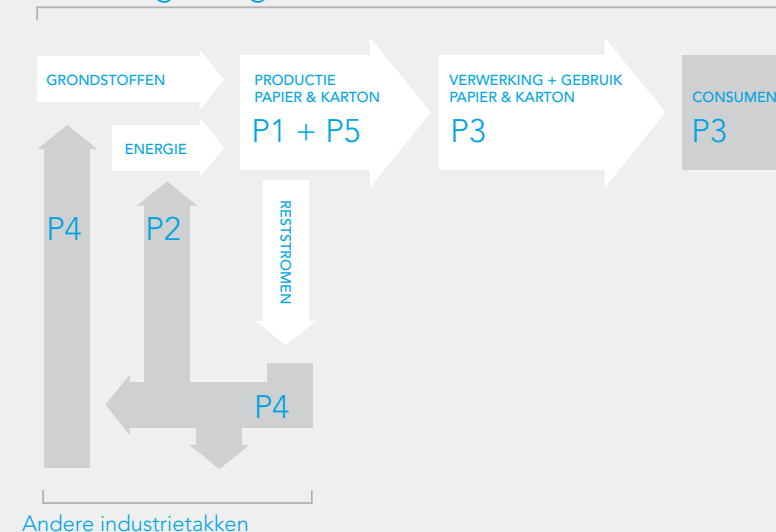 GRONDSTOFFEN
PRODUCTIE
PAPIER & KARTON
P1 + P5
VERWERKING + GEBRUIK
PAPIER & KARTON
P3
CONSUMEN
P3
ENERGIE
P4
P2
RESTSTROMEN
P4
Andere industrietakken